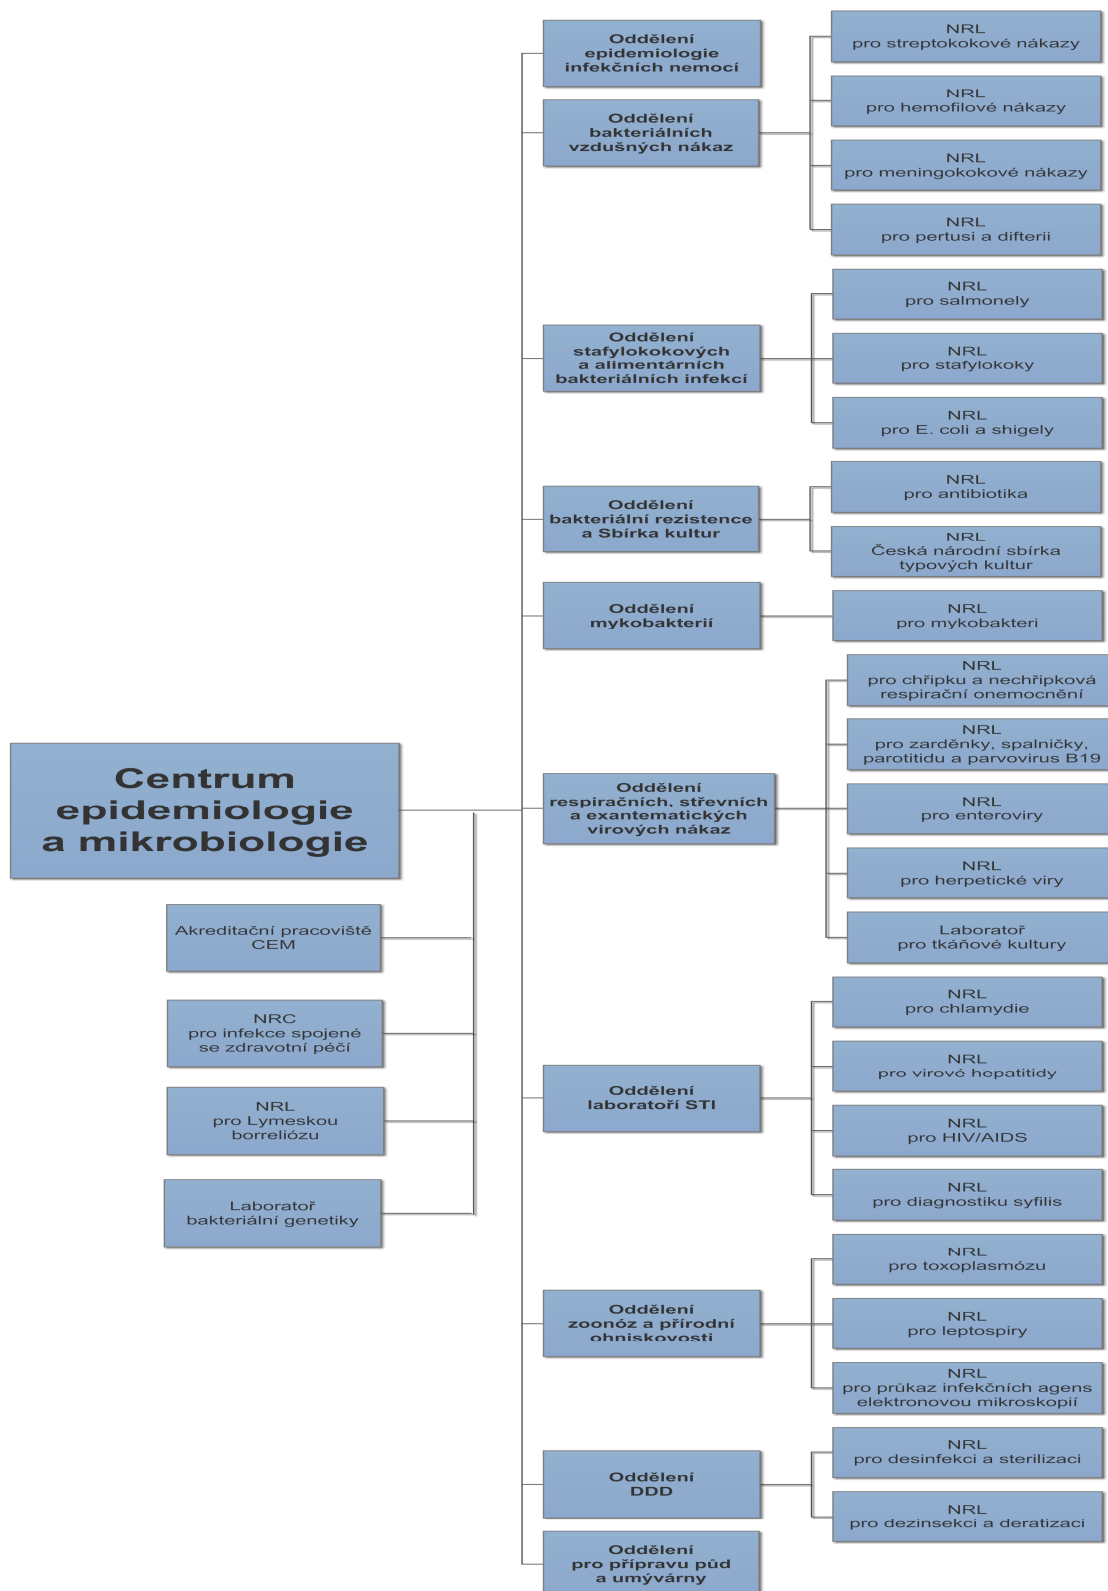 Centrum
epidemiologie
a mikrobiologie
Akreditační pracoviště
CEM
NRC
pro infekce spojené
se zdravotní péčí
NRL
pro Lymeskou
borreliózu
Laboratoř
bakteriální genetiky
Oddělení
epidemiologie
infekčních nemocí
Oddělení
bakteriálních
vzdušných nákaz
NRL
pro streptokokové nákazy
NRL
pro hemofilové nákazy
NRL
pro meningokokové nákazy
NRL
pro pertusi a difterii
Oddělení
stafylokokových
a alimentárních
bakteriálních infekcí
NRL
pro salmonely
NRL
pro stafylokoky
NRL
pro E. coli a shigely
Oddělení
bakteriální rezistence
a Sbírka kultur
NRL
pro antibiotika
NRL
Česká národní sbírka
typových kultur
Oddělení
mykobakterií
NRL
pro mykobakteri
Oddělení
respiračních, střevních
a exantematických
virových nákaz
NRL
pro chřipku a nechřipková
respirační onemocnění
NRL
pro zarděnky, spalničky,
parotitidu a parvovirus B19
NRL
pro enteroviry
NRL
pro herpetické viry
Laboratoř
pro tkáňové kultury
Oddělení
laboratoří STI
NRL
pro chlamydie
NRL
pro virové hepatitidy
NRL
pro HIV/AIDS
NRL
pro diagnostiku syfilis
Oddělení
zoonóz a přírodní
ohniskovosti
NRL
pro toxoplasmózu
NRL
pro leptospiry
NRL
pro průkaz infekčních agens
elektronovou mikroskopií
Oddělení
DDD
NRL
pro desinfekci a sterilizaci
NRL
pro dezinsekci a deratizaci
Oddělení
pro přípravu půd
a umývárny